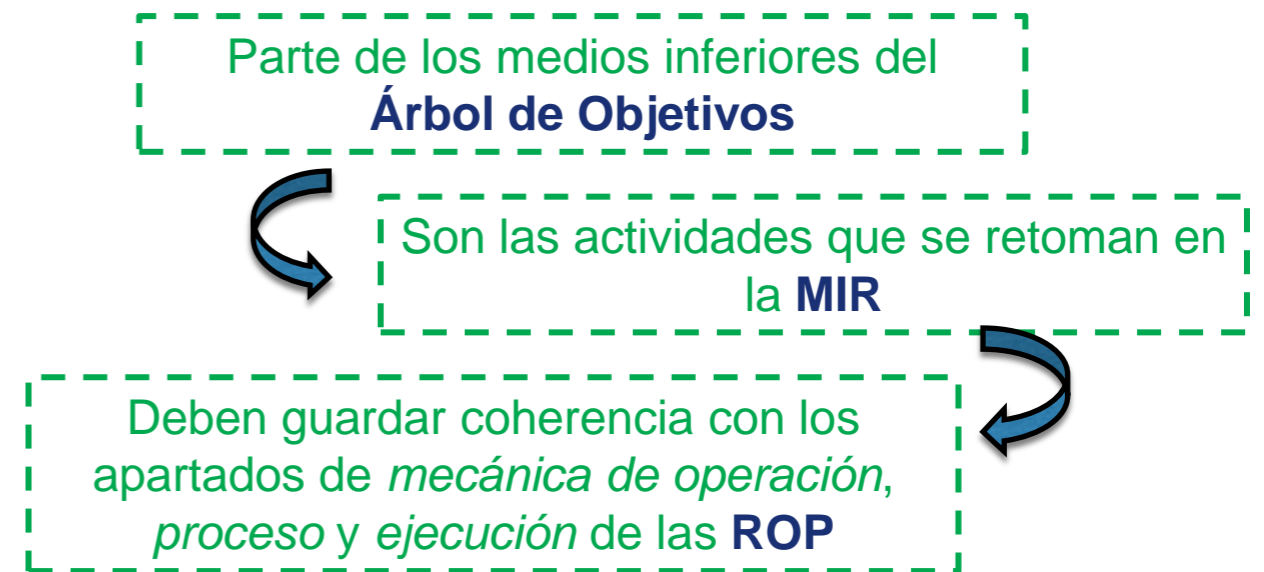 Parte de los medios inferiores del
Árbol de Objetivos
Son las actividades que se retoman en
la MIR
Deben guardar coherencia con los
apartados de mecánica de operación,
proceso y ejecución de las ROP